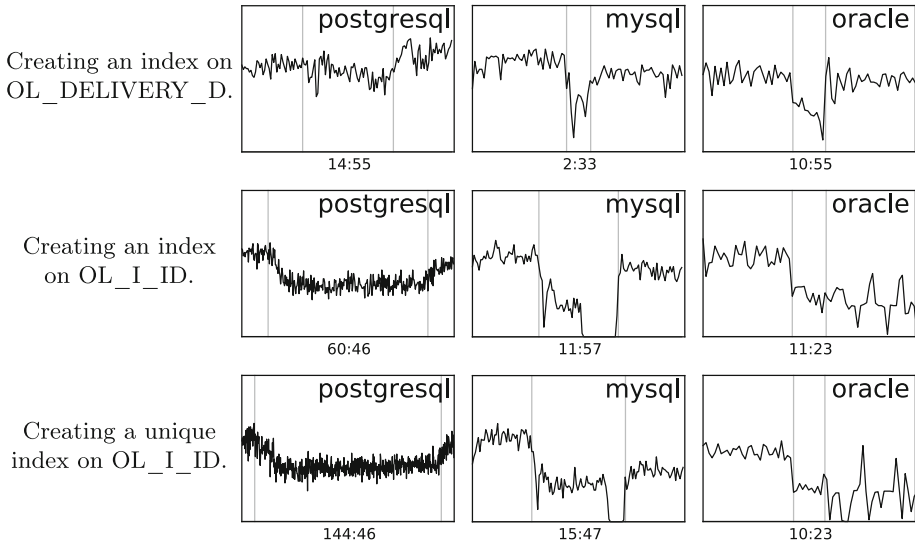 postgresql mysql oracle
Creating an index on
OL_DELIVERY_D.
14:55 2:33 10:55
postgresql mysql oracle
Creating an index
on OL_I_ID.
60:46 11:57 11:23
postgresql mysql oracle
Creating a unique
index on OL_I_ID.
144:46 15:47 10:23